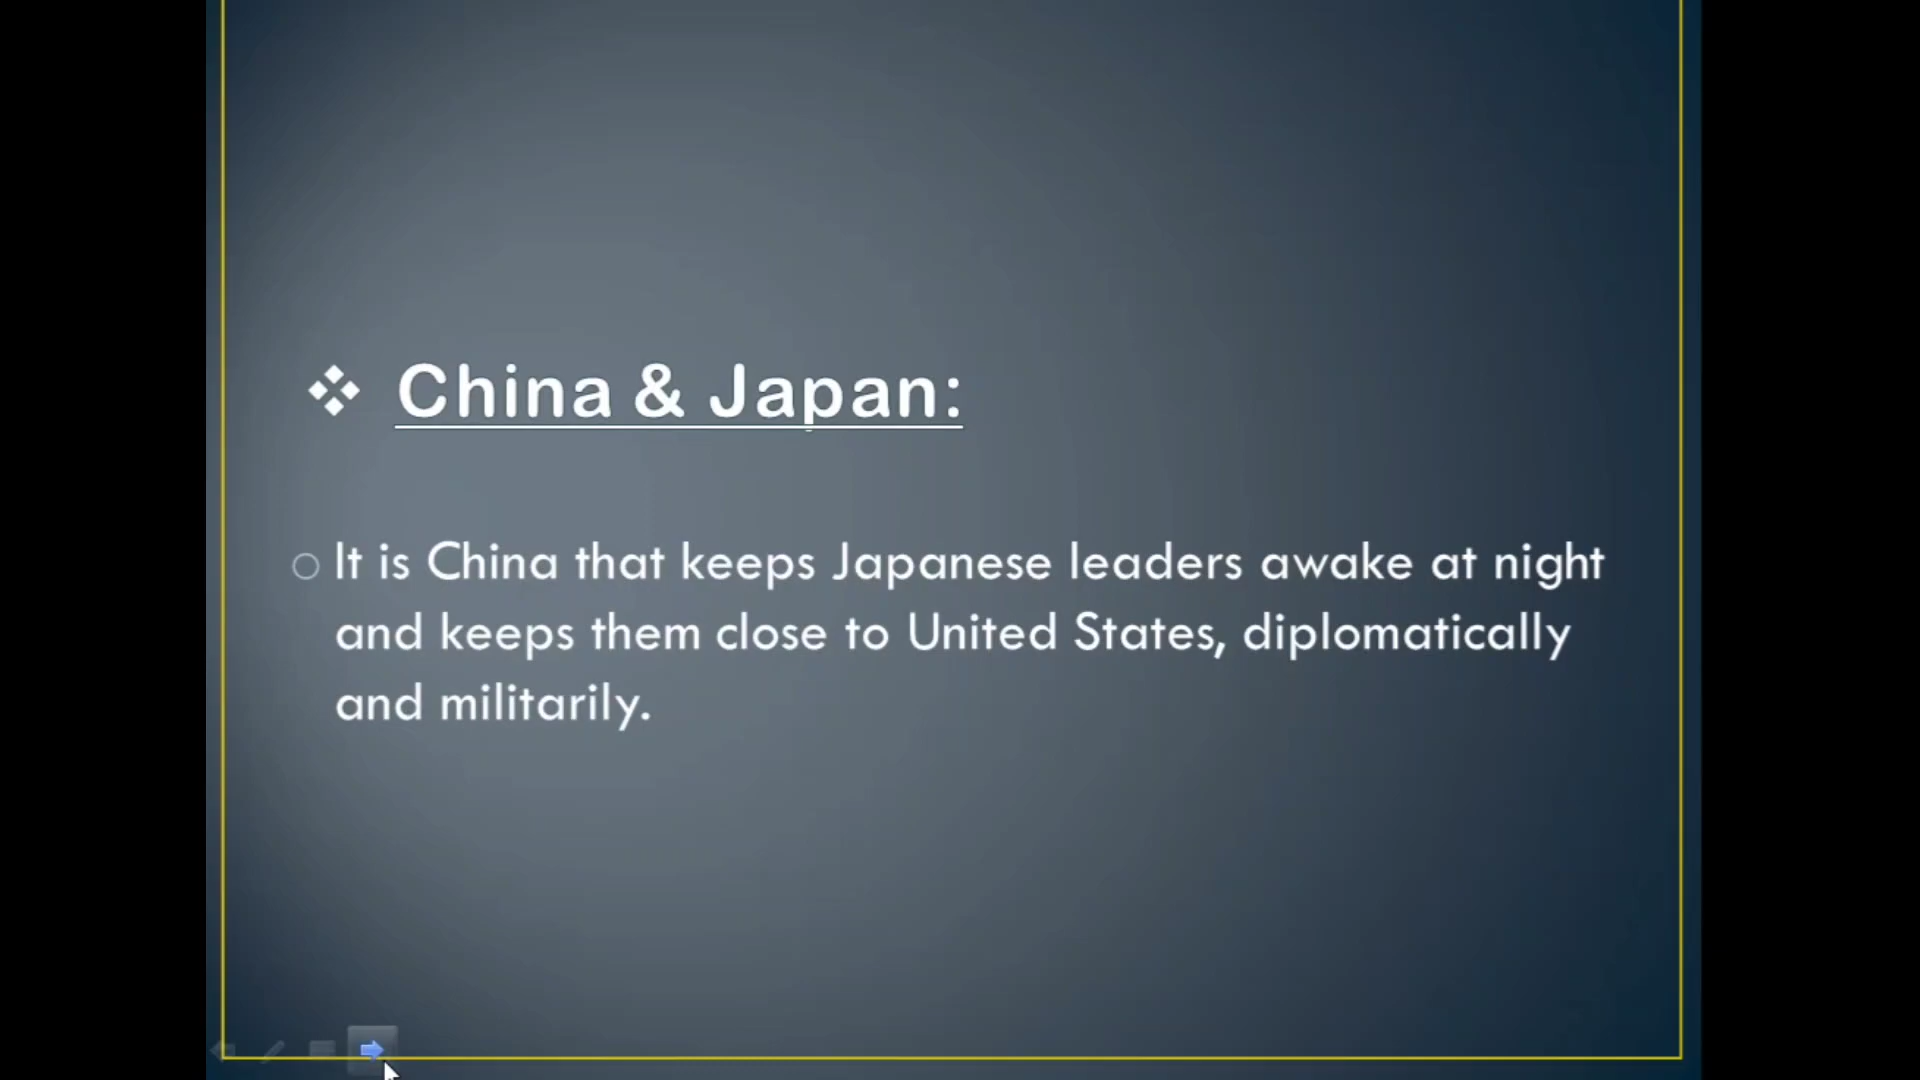 China & Japan:
It is China that keeps Japanese leaders awake at night
and keeps them close to United States, diplomatically
and militarily.